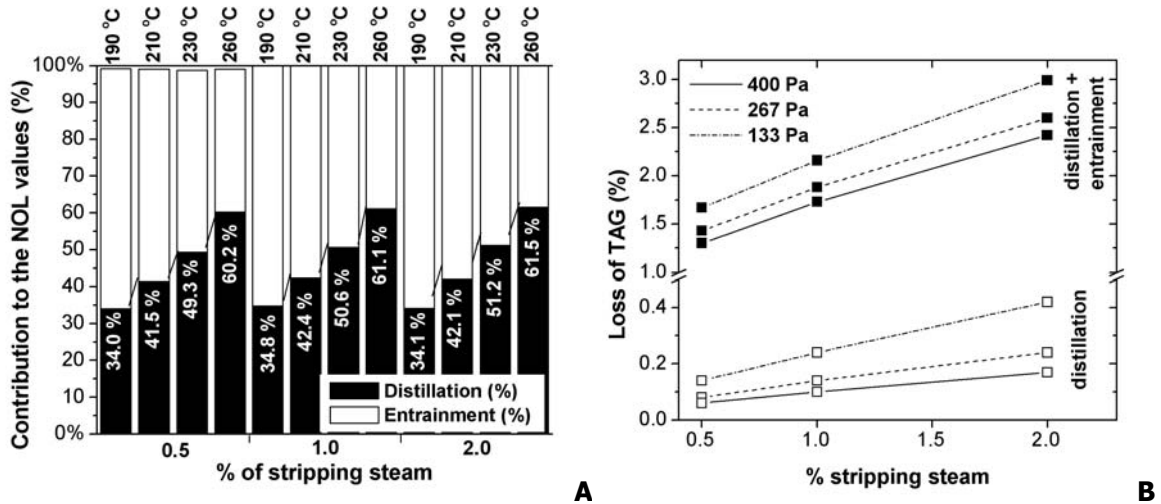 190 °C 210 °C 230 °C 260 °C 190 °C 210 °C 230 °C 260 °C 190 °C 210 °C 230 °C 260 °C
Contribution to the NOL values (%)
100%
90
80
70
60
50
40
30
20
10
0%
34.0 % 41.5 % 49.3 % 60.2 % 34.8 % 42.4 % 50.6 % 61.1 % 34.1 % 42.1 % 51.2 % 61.5 %
Distillation (%)
Entrainment (%)
0.5 1.0 2.0
% of stripping steam
A
Loss of TAG (%)
3.0
2.5
2.0
1.5
1.0
0.4
0.2
0.0
400 Pa
267 Pa
133 Pa
distillation +
entrainment
distillation
0.5 1.0 1.5 2.0
% stripping steam
B